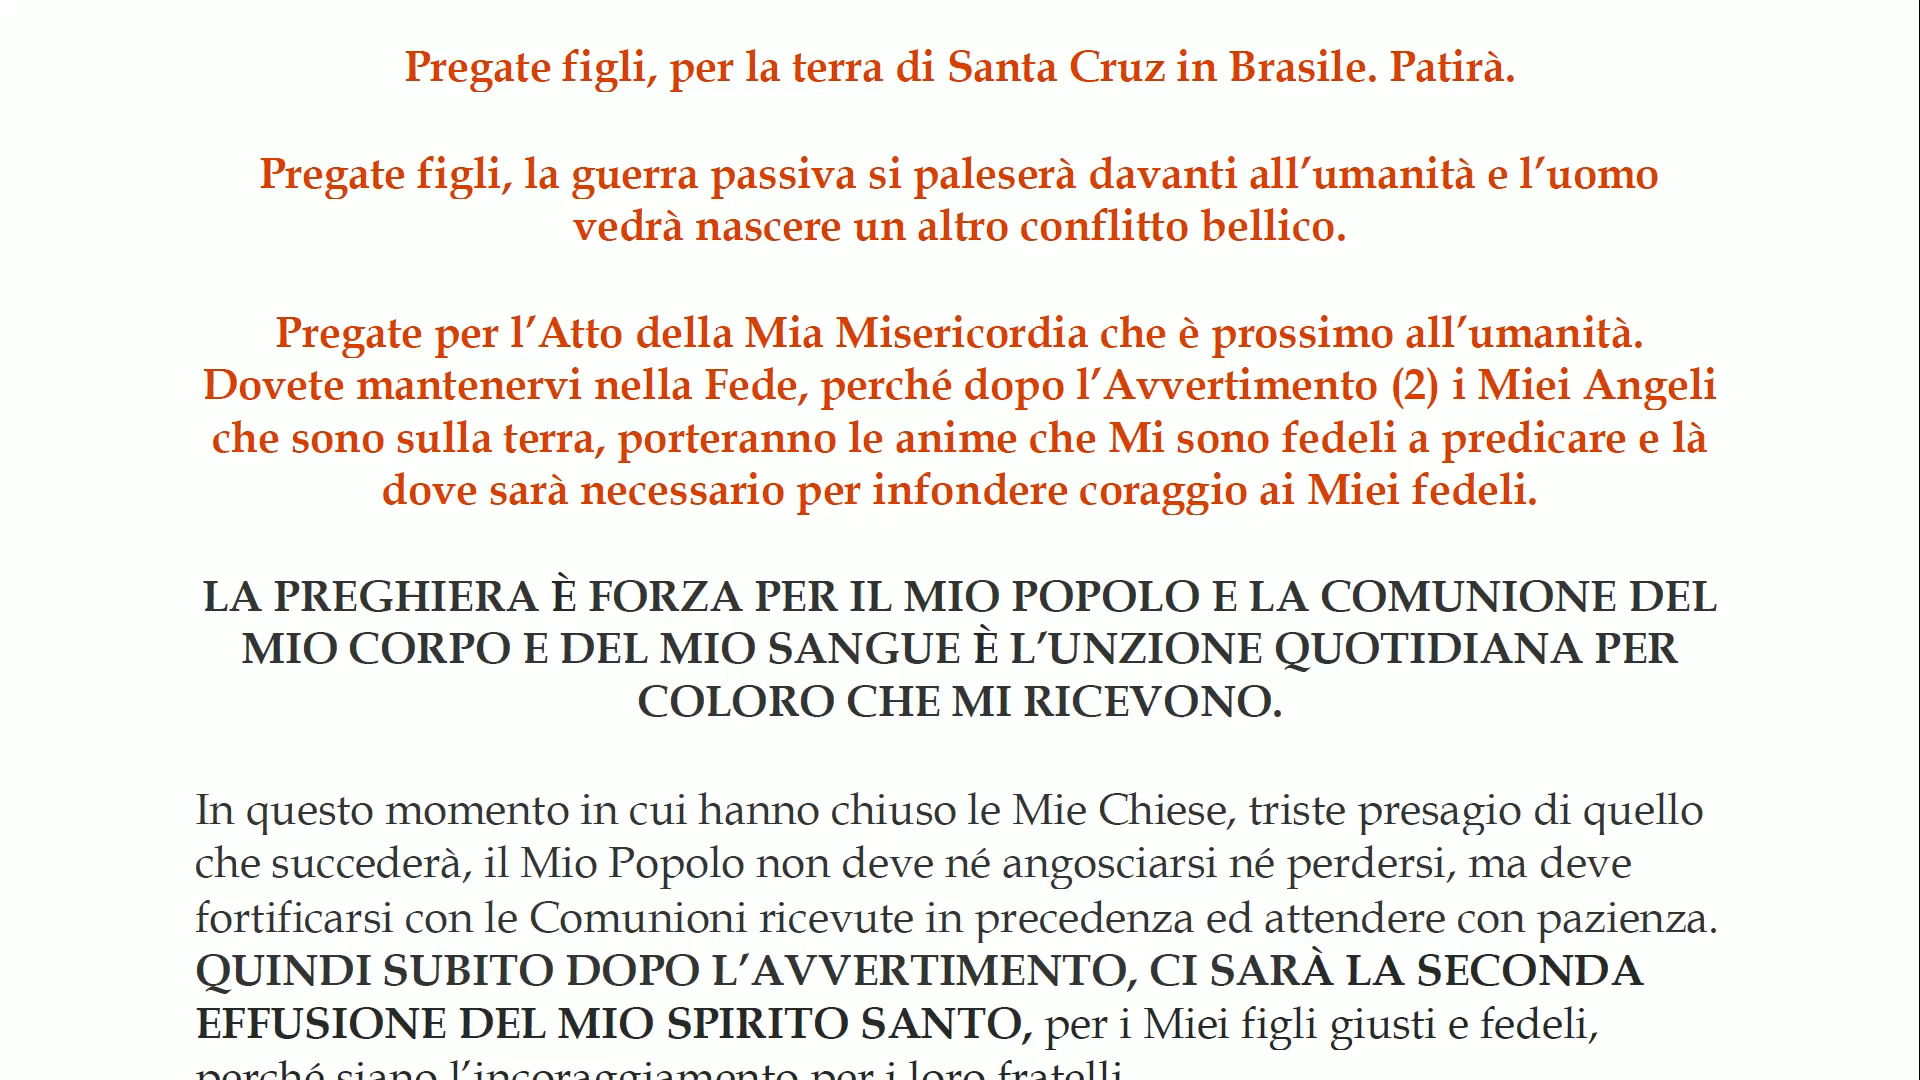 Pregate figli, per la terra di Santa Cruz in Brasile. Patirà.
Pregate figli, la guerra passiva si paleserà davanti all’umanità e l’uomo
vedrà nascere un altro conflitto bellico.
Pregate per l’Atto della Mia Misericordia che è prossimo all’umanità.
Dovete mantenervi nella Fede, perché dopo l’Avvertimento (2) i Miei Angeli
che sono sulla terra, porteranno le anime che Mi sono fedeli a predicare e là
dove sarà necessario per infondere coraggio ai Miei fedeli.
LA PREGHIERA È FORZA PER IL MIO POPOLO E LA COMUNIONE DEL
MIO CORPO E DEL MIO SANGUE È L’UNZIONE QUOTIDIANA PER
COLORO CHE MI RICEVONO.
In questo momento in cui hanno chiuso le Mie Chiese, triste presagio di quello
che succederà, il Mio Popolo non deve né angosciarsi né perdersi, ma deve
fortificarsi con le Comunioni ricevute in precedenza ed attendere con pazienza.
QUINDI SUBITO DOPO L’AVVERTIMENTO, CI SARÀ LA SECONDA
EFFUSIONE DEL MIO SPIRITO SANTO, per i Miei figli giusti e fedeli,
perché siano l’incoraggiamento per i loro fratelli